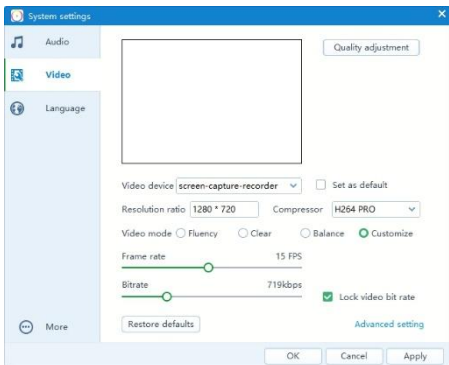 System settings
Audio
Video
Language
More
Quality adjustment
Video device screen-capture-recorder Set as default
Resolution ratio 1280 * 720 Compressor H264 PRO
Video mode Fluency Clear Balance Customize
Frame rate 15 FPS
Bitrate 719kbps
Lock video bit rate
Restore defaults Advanced setting
OK Cancel Apply